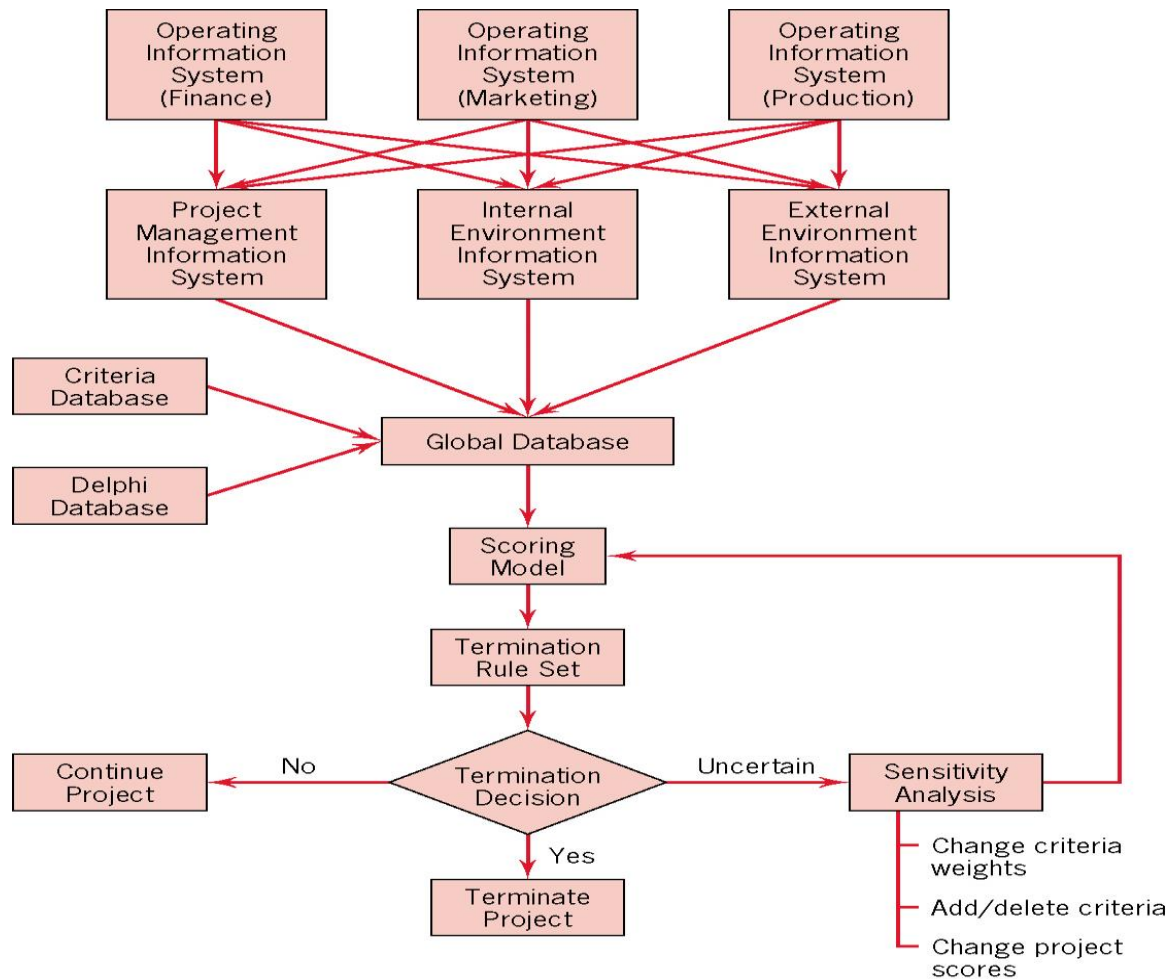 Operating
Information
System
(Finance)
Operating
Information
System
(Marketing)
Operating
Information
System
(Production)
Project
Management
Information
System
Internal
Environment
Information
System
External
Environment
Information
System
Criteria
Database
Global Database
Delphi
Database
Scoring
Model
Termination
Rule Set
Continue
Project
No
Termination
Decision
Uncertain
Sensitivity
Analysis
Yes
Terminate
Project
Change criteria
weights
Add/delete criteria
Change project
scores